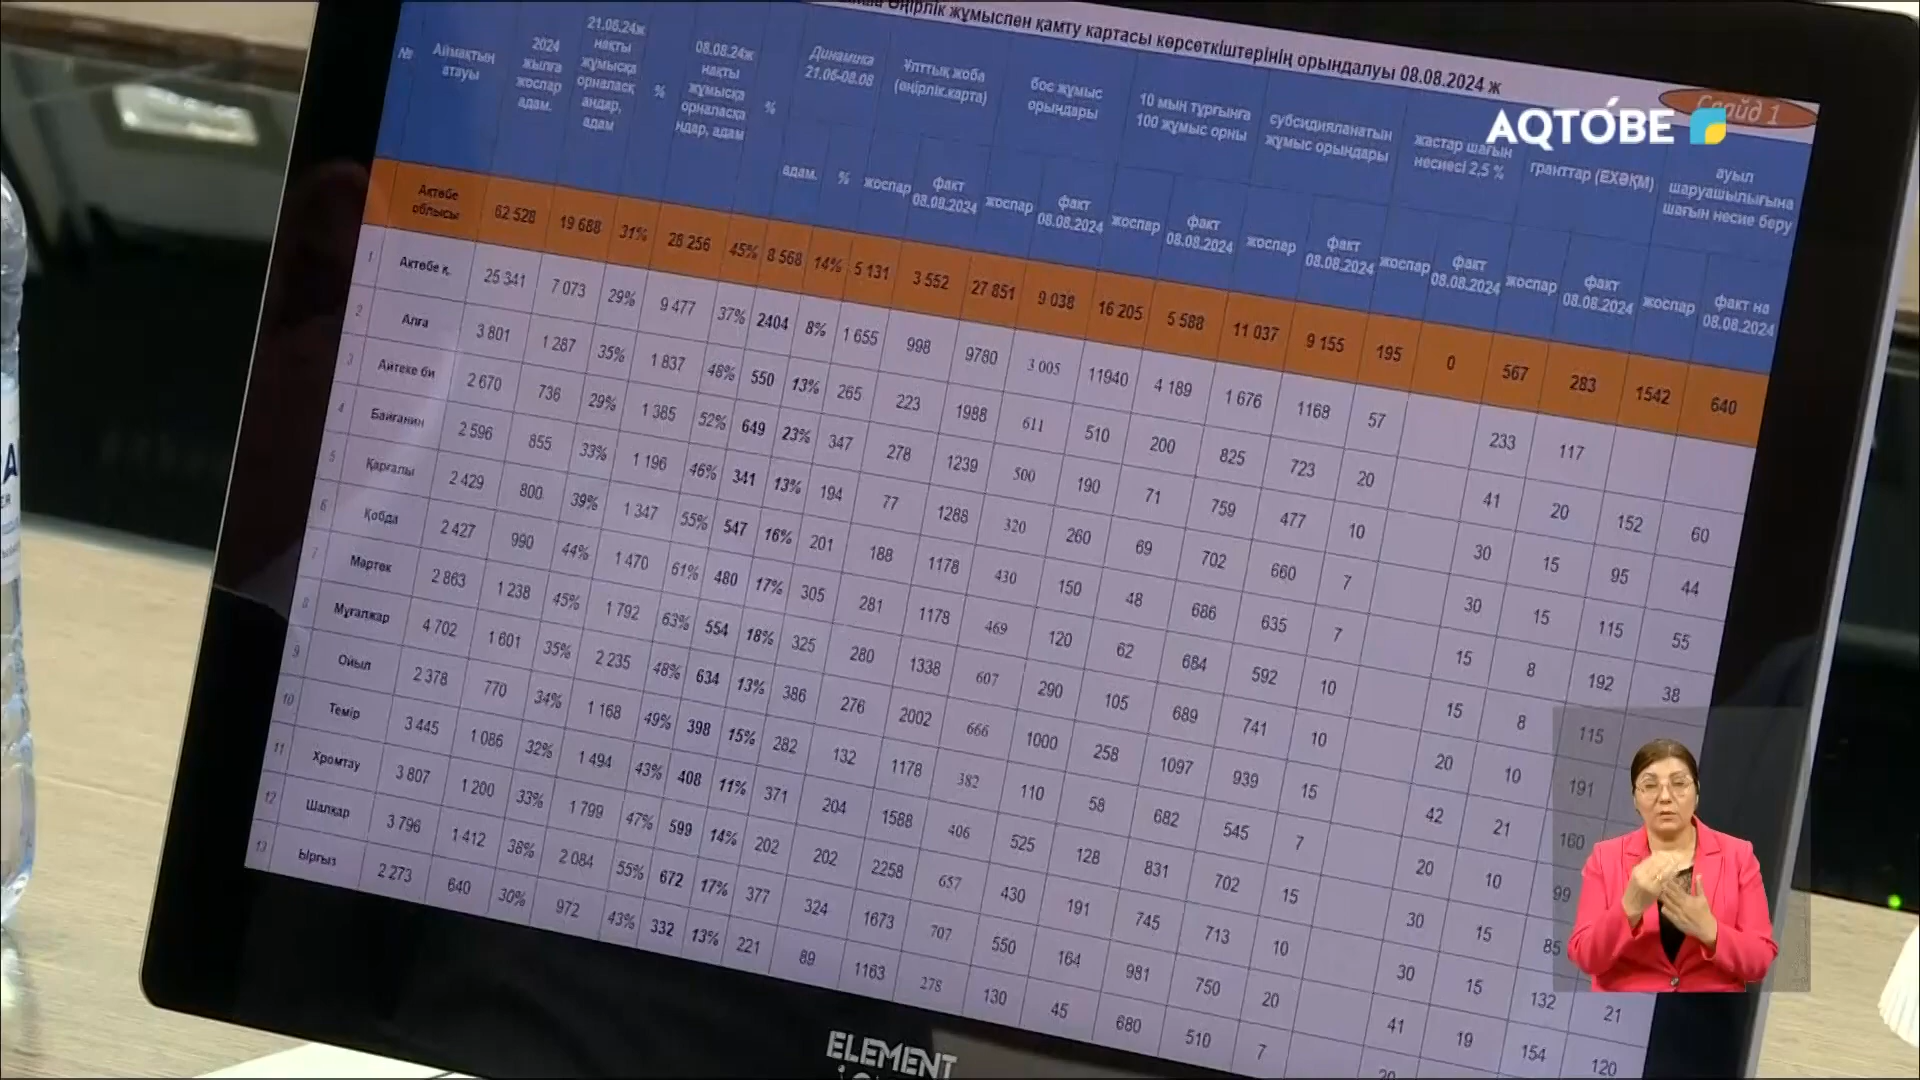 Өңірлік жұмыспен қамту картасы көрсеткіштерінің орындалуы 08.08.2024 ж
Слайд 1
AQTÓBE
№
Аймақтың
атауы
2024
жылға
жоспар
адам.
21.06.24ж
нақты
жұмысқа
орналасқ
андар,
адам
%
08.08.24ж
нақты
жұмысқа
орналасқа
ндар, адам
%
Динамика
21.06-08.08
Ұлттық жоба
(өңірлік.карта)
бос жұмыс
орындары
10 мың тұрғынға
100 жұмыс орны
субсидияланатын
жұмыс орындары
жастар шағын
несиесі 2,5 %
гранттар (ЕХӘҚМ)
ауыл
шаруашылығына
шағын несие беру
адам. % жоспар факт 08.08.2024 жоспар факт 08.08.2024 жоспар факт 08.08.2024 жоспар факт 08.08.2024 жоспар факт 08.08.2024 жоспар факт 08.08.2024 жоспар факт на 08.08.2024
Ақтөбе облысы 62 528 19 688 31% 28 256 45% 8 568 14% 5 131 3 552 27 851 9 038 16 205 5 588 11 037 9 155 195 0 567 283 1542 640
1 Ақтөбе қ. 25 341 7 073 29% 9 477 37% 2404 8% 1 655 998 9780 3 005 11940 4 189 1 676 1168 57 233 117
2 Алға 3 801 1 287 35% 1 837 48% 550 13% 265 223 1988 611 510 200 825 723 20 41 20 152 60
3 Әйтеке би 2 670 736 29% 1 385 52% 649 23% 347 278 1239 500 190 71 759 477 10 30 15 95 44
4 Байғанин 2 596 855 33% 1 196 46% 341 13% 194 77 1288 320 260 69 702 660 7 30 15 115 55
5 Қарғалы 2 429 800 39% 1 347 55% 547 16% 201 188 1178 430 150 48 686 635 7 15 8 192 38
6 Қобда 2 427 990 44% 1 470 61% 480 17% 305 281 1178 469 120 62 684 592 10 15 8 115
7 Мәртөк 2 863 1 238 45% 1 792 63% 554 18% 325 280 1338 607 290 105 689 741 10 20 10 191
8 Мұғалжар 4 702 1 601 35% 2 235 48% 634 13% 386 276 2002 666 1000 258 1097 939 15 42 21 160
9 Ойыл 2 378 770 34% 1 168 49% 398 15% 282 132 1178 382 110 58 682 545 7 20 10 99
10 Темір 3 445 1 086 32% 1 494 43% 408 11% 371 204 1588 406 525 128 831 702 15 30 15 85
11 Хромтау 3 807 1 200 33% 1 799 47% 599 14% 202 202 2258 657 430 191 745 713 10 30 15 132 21
12 Шалқар 3 796 1 412 38% 2 084 55% 672 17% 377 324 1673 707 550 164 981 750 20 41 19 154 120
13 Ырғыз 2 273 640 30% 972 43% 332 13% 221 89 1163 278 130 45 680 510 7
ELEMENT